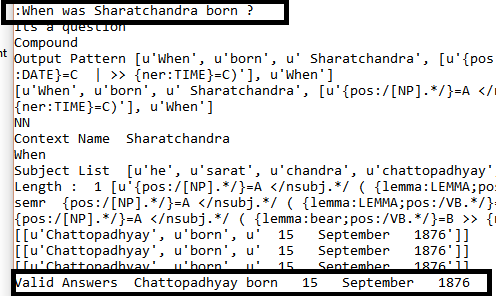 :When was Sharatchandra born ?
its a question
Compound
Output Pattern [u'When', u'born', u' Sharatchandra', u'{pos
:DATE}=C  | >> {ner:TIME}=C)'], u'When']
[u'When', u'born', u' Sharatchandra', u'{pos:/[NP].*/}=A </n
{ner:TIME}=C)'], u'When']
NN
Context Name  Sharatchandra
When
Subject List  [u'he', u'sarat', u'chandra', u'chattopadhyay'
Length :  1 [u'{pos:/[NP].*/}=A </nsubj.*/ ( {lemma:LEMMA;pos
semr  {pos:/[NP].*/}=A </nsubj.*/ ( {lemma:LEMMA;pos:/VB.*/}=
{pos:/[NP].*/}=A </nsubj.*/ ( {lemma:bear;pos:/VB.*/}=B >> {n
[[u'Chattopadhyay', u'born', u'  15   September   1876']]
[[u'Chattopadhyay', u'born', u'  15   September   1876']]
[[u'Chattopadhyay', u'born', u'  15   September   1876']]
Valid Answers  Chattopadhyay born   15   September   1876